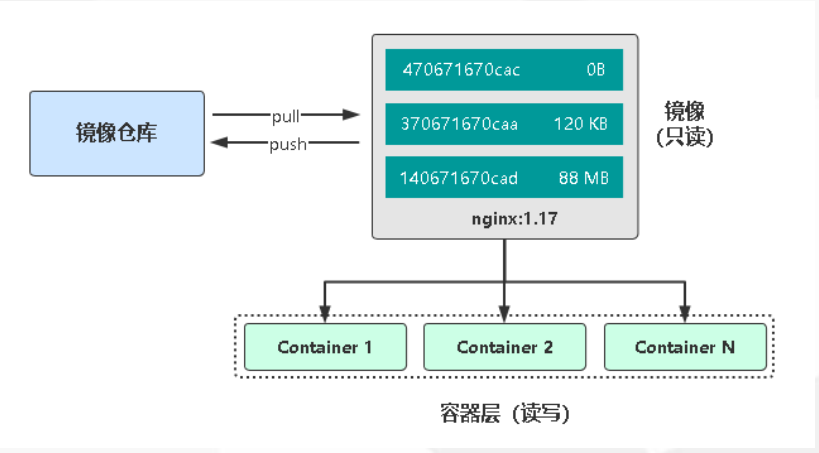 镜像仓库
pull
push
470671670cac 0B
370671670caa 120 KB
140671670cad 88 MB
nginx:1.17
镜像
(只读)
Container 1
Container 2
Container N
容器层（读写）